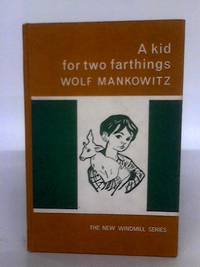 A kid
for two farthings
WOLF MANKOWITZ
THE NEW WINDMILL SERIES